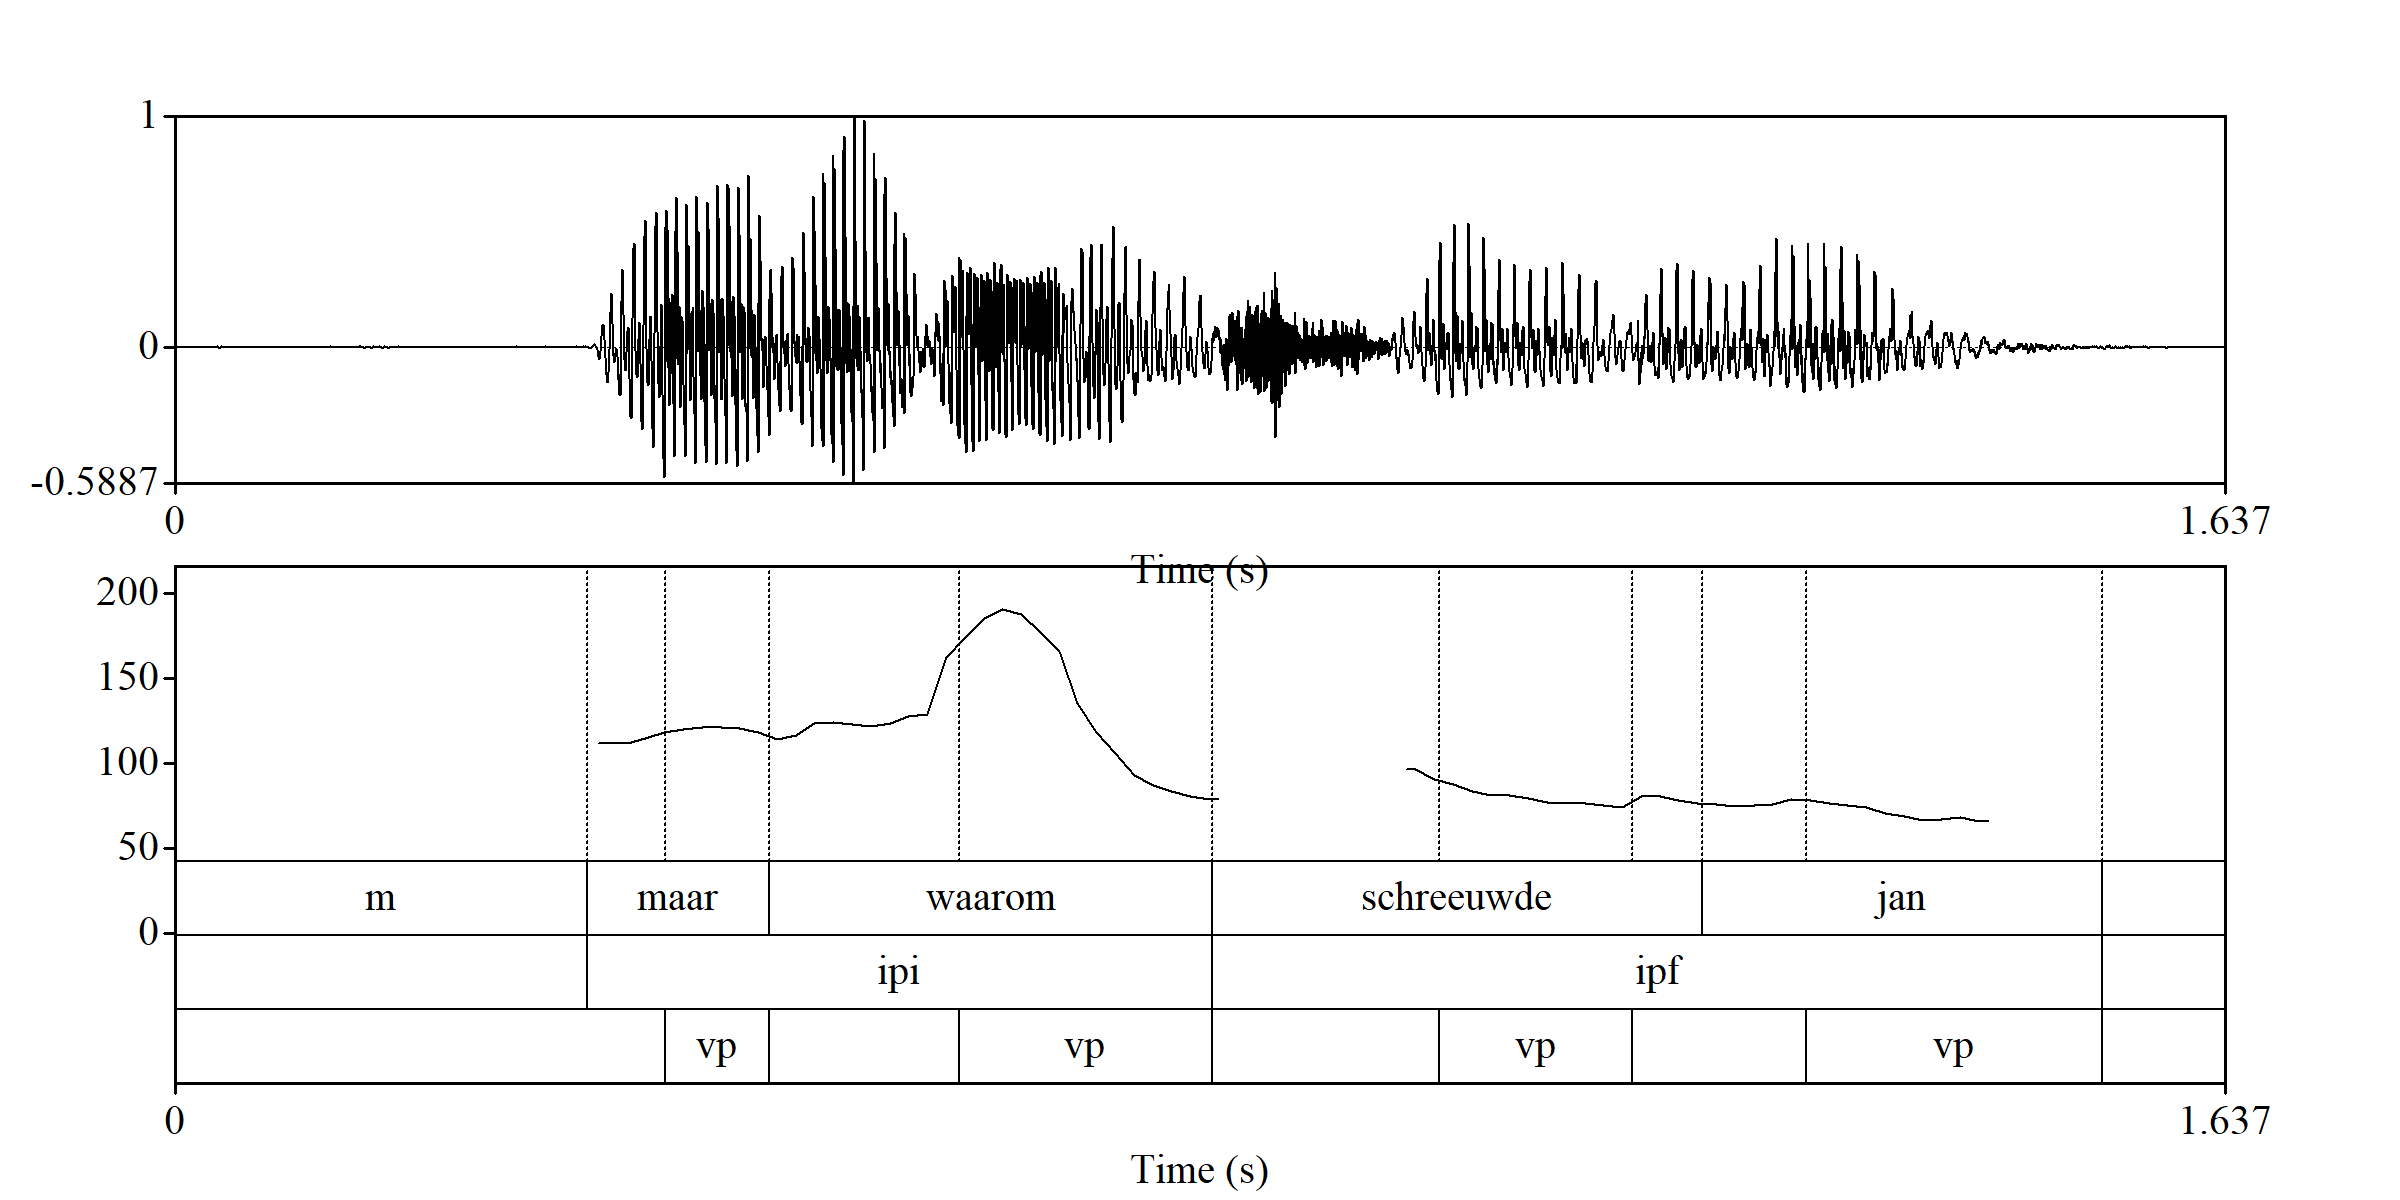 1
0
-0.5887
0 1.637
Time (s)
200
150
100
50
0
m maar waarom schreeuwde jan
ipi ipf
vp vp vp vp
0 1.637
Time (s)